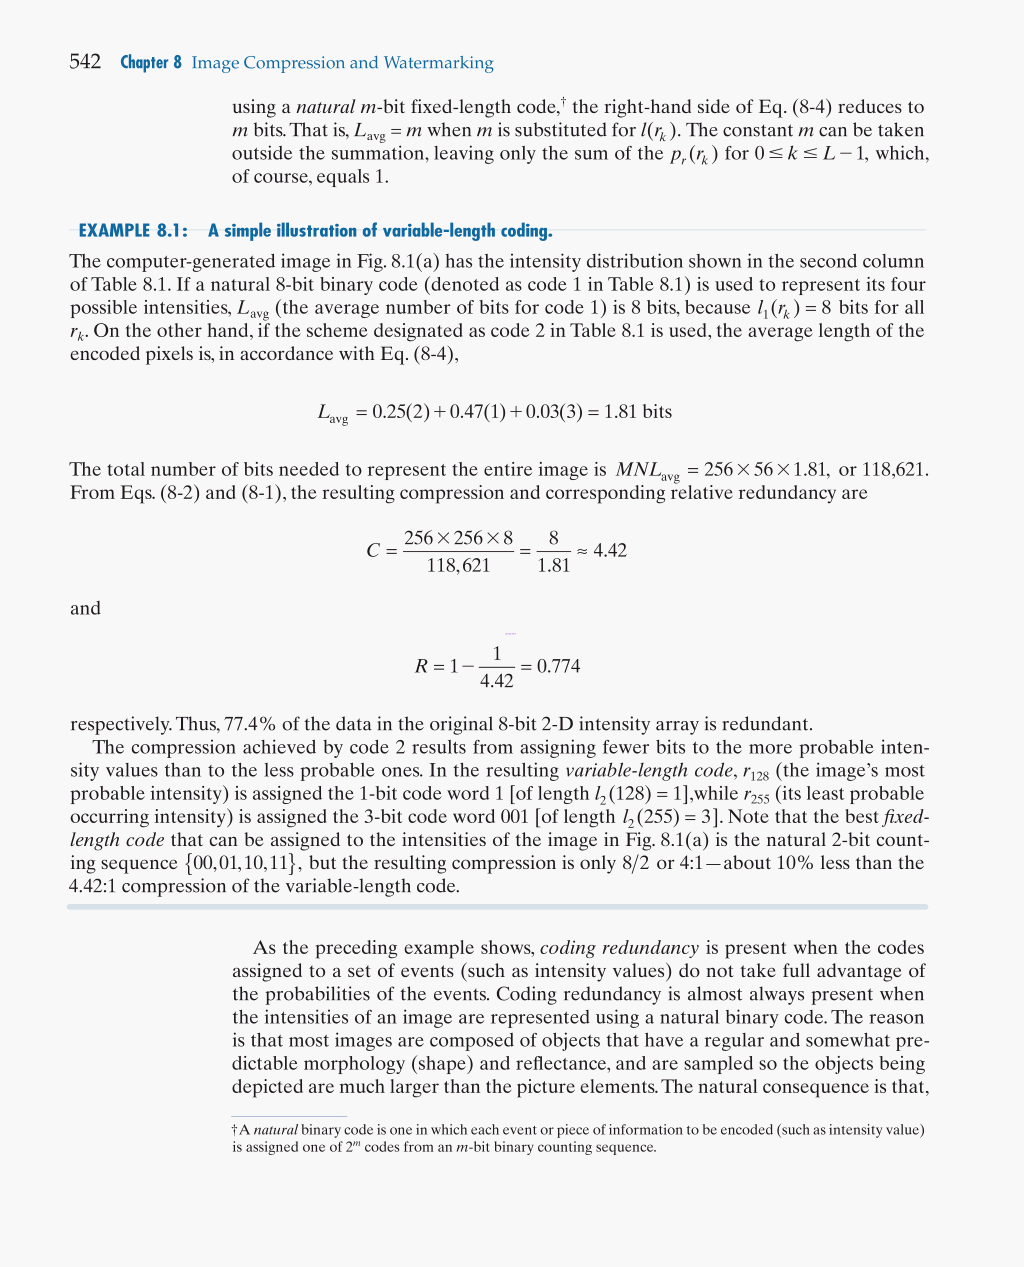 542 Chapter 8 Image Compression and Watermarking
using a natural m-bit fixed-length code,† the right-hand side of Eq. (8-4) reduces to
m bits. That is, L_avg = m when m is substituted for l(r_k). The constant m can be taken
outside the summation, leaving only the sum of the p_r(r_k) for 0 ≤ k ≤ L − 1, which,
of course, equals 1.
EXAMPLE 8.1: A simple illustration of variable-length coding.
The computer-generated image in Fig. 8.1(a) has the intensity distribution shown in the second column
of Table 8.1. If a natural 8-bit binary code (denoted as code 1 in Table 8.1) is used to represent its four
possible intensities, L_avg (the average number of bits for code 1) is 8 bits, because l_1(r_k) = 8 bits for all
r_k. On the other hand, if the scheme designated as code 2 in Table 8.1 is used, the average length of the
encoded pixels is, in accordance with Eq. (8-4),
L_avg = 0.25(2) + 0.47(1) + 0.03(3) = 1.81 bits
The total number of bits needed to represent the entire image is MNL_avg = 256 × 56 × 1.81, or 118,621.
From Eqs. (8-2) and (8-1), the resulting compression and corresponding relative redundancy are
C = (256 × 256 × 8)/(118,621) = 8/1.81 ≈ 4.42
and
R = 1 − 1/4.42 = 0.774
respectively. Thus, 77.4% of the data in the original 8-bit 2-D intensity array is redundant.
The compression achieved by code 2 results from assigning fewer bits to the more probable inten-
sity values than to the less probable ones. In the resulting variable-length code, r_128 (the image's most
probable intensity) is assigned the 1-bit code word 1 [of length l_2(128) = 1],while r_255 (its least probable
occurring intensity) is assigned the 3-bit code word 001 [of length l_2(255) = 3]. Note that the best fixed-
length code that can be assigned to the intensities of the image in Fig. 8.1(a) is the natural 2-bit count-
ing sequence {00,01,10,11}, but the resulting compression is only 8/2 or 4:1—about 10% less than the
4.42:1 compression of the variable-length code.
As the preceding example shows, coding redundancy is present when the codes
assigned to a set of events (such as intensity values) do not take full advantage of
the probabilities of the events. Coding redundancy is almost always present when
the intensities of an image are represented using a natural binary code. The reason
is that most images are composed of objects that have a regular and somewhat pre-
dictable morphology (shape) and reflectance, and are sampled so the objects being
depicted are much larger than the picture elements. The natural consequence is that,
† A natural binary code is one in which each event or piece of information to be encoded (such as intensity value)
is assigned one of 2^m codes from an m-bit binary counting sequence.